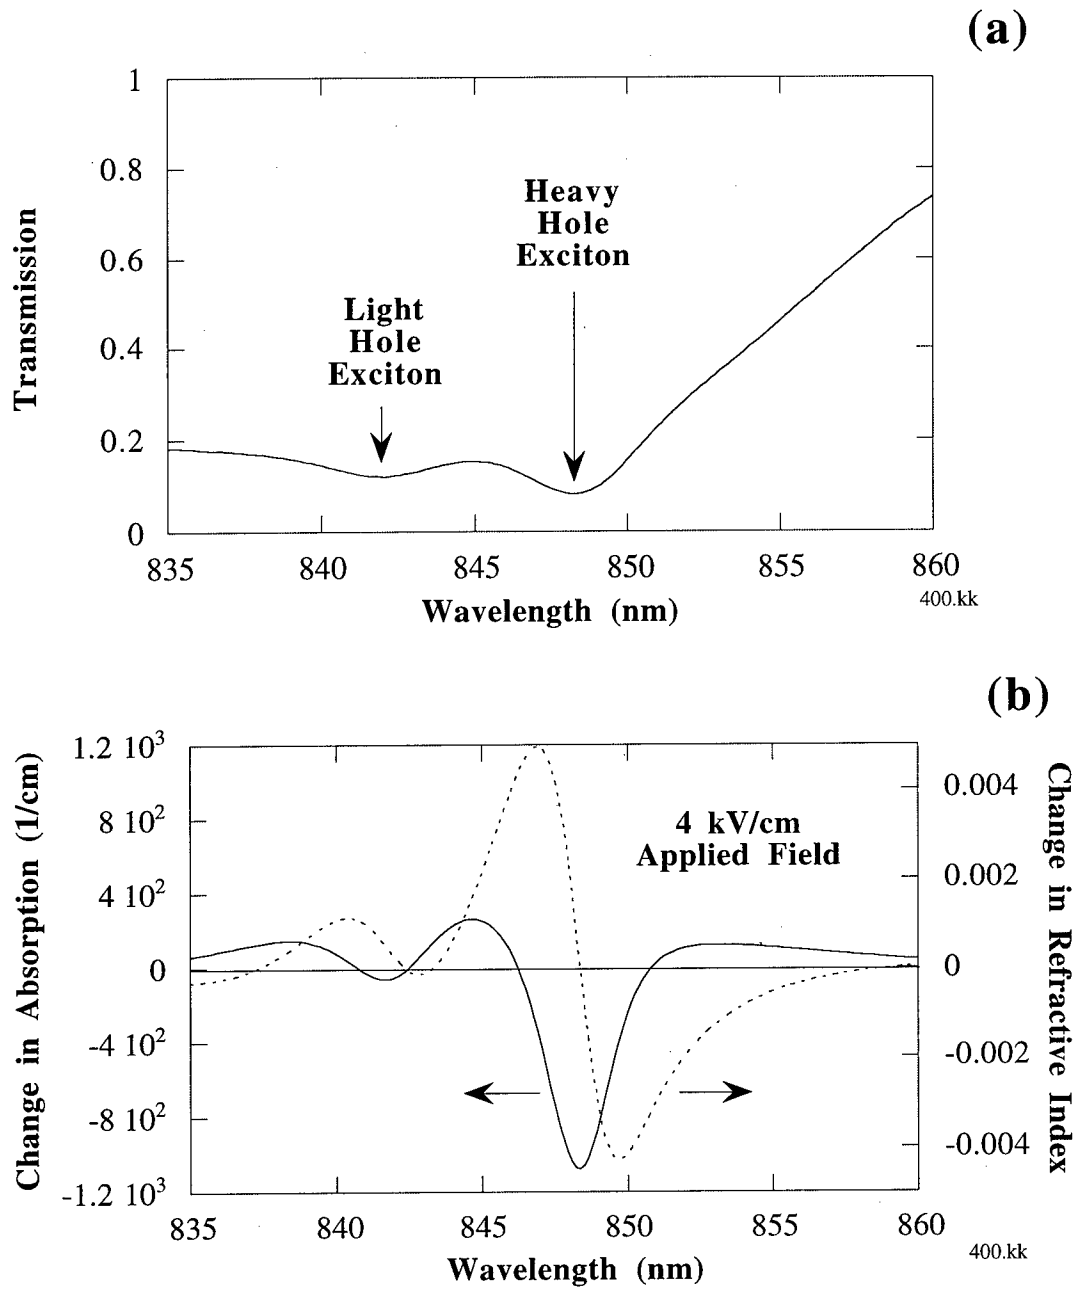 (a)
1
0.8
0.6
0.4
0.2
0
Transmission
Heavy
Hole
Exciton
Light
Hole
Exciton
835 840 845 850 855 860
Wavelength (nm)
400.kk
(b)
1.2 10³
8 10²
4 10²
0
-4 10²
-8 10²
-1.2 10³
Change in Absorption (1/cm)
4 kV/cm
Applied Field
0.004
0.002
0
-0.002
-0.004
Change in Refractive Index
835 840 845 850 855 860
Wavelength (nm)
400.kk